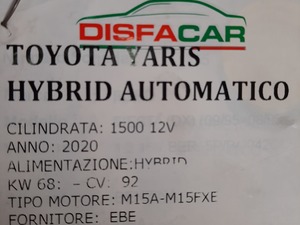 DISFACAR
TOYOTA YARIS
HYBRID AUTOMATICO
CILINDRATA: 1500 12V
ANNO: 2020
ALIMENTAZIONE:HYBRID
KW 68: - CV: 92
TIPO MOTORE: M15A-M15FXE
FORNITORE: EBE